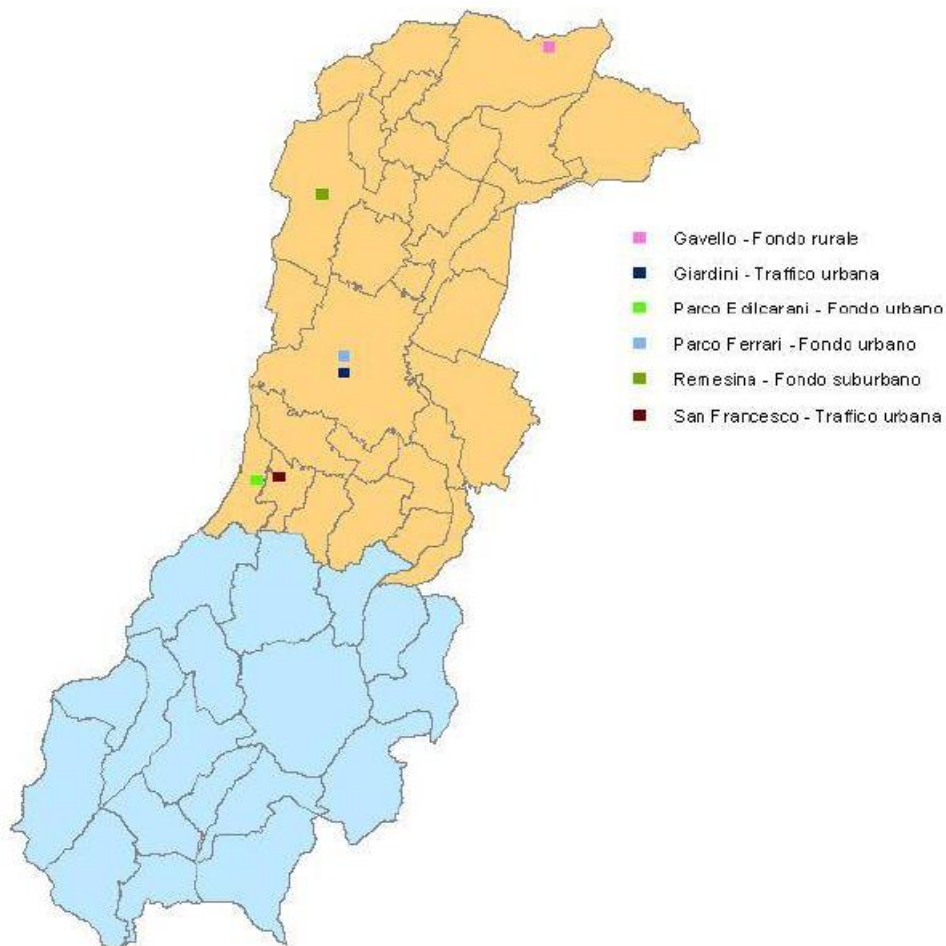 Gavello - Fondo rurale
Giardini - Traffico urbana
Parco Edilcarani - Fondo urbano
Parco Ferrari - Fondo urbano
Remesina - Fondo suburbano
San Francesco - Traffico urbana